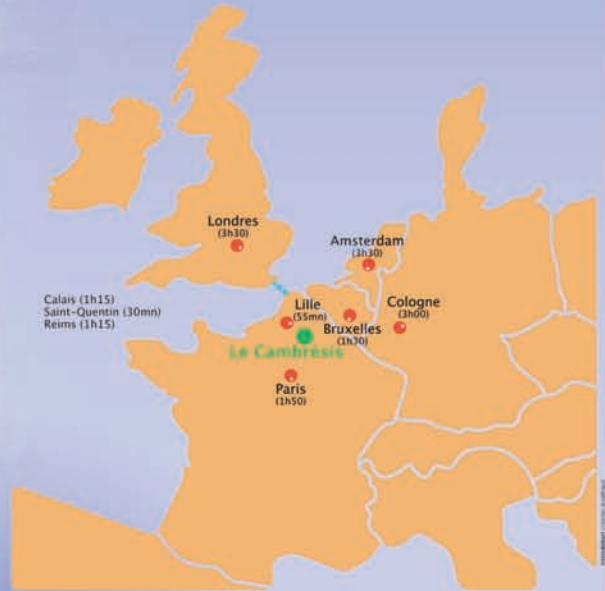 Londres
(3h30)
Amsterdam
(3h30)
Calais (1h15)
Saint-Quentin (30mn)
Reims (1h15)
Lille
(55mn)
Cologne
(3h00)
Bruxelles
(1h30)
Le Cambrésis
Paris
(1h50)